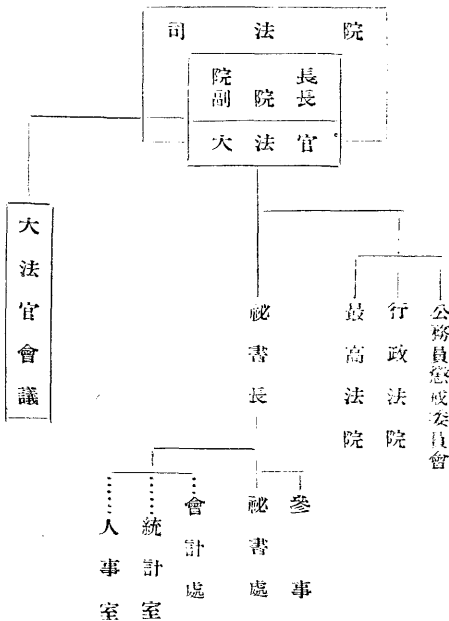 司法院
院長
副院長
大法官
大法官會議
公務員懲戒委員會
行政法院
最高法院
祕書長
參事
祕書處
會計處
統計室
人事室